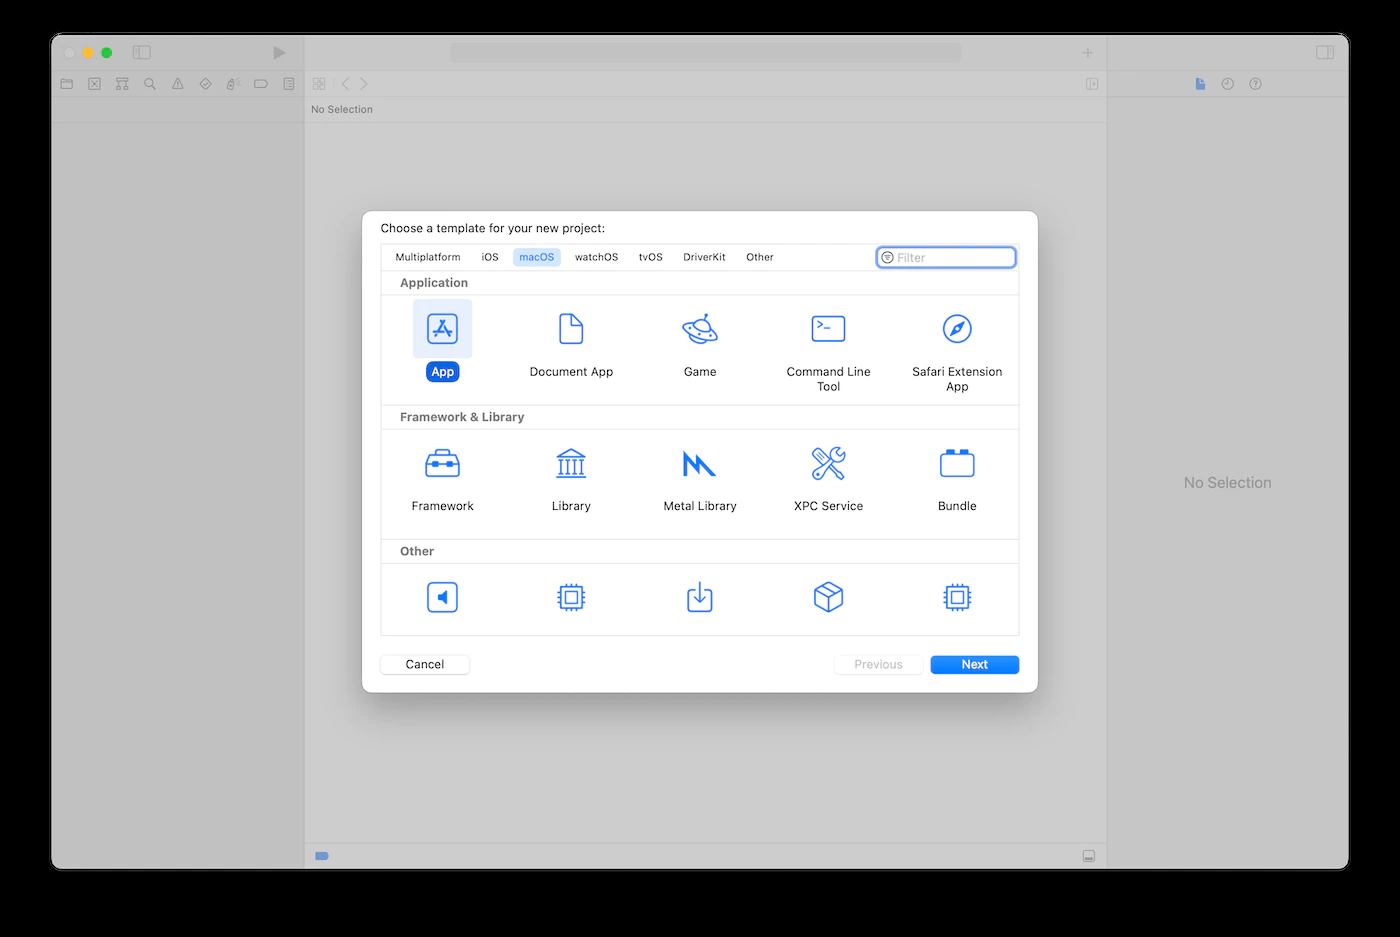 No Selection
Choose a template for your new project:
Multiplatform iOS macOS watchOS tvOS DriverKit Other Filter
Application
App Document App Game Command Line Tool Safari Extension App
Framework & Library
Framework Library Metal Library XPC Service Bundle
Other
Cancel Previous Next
No Selection